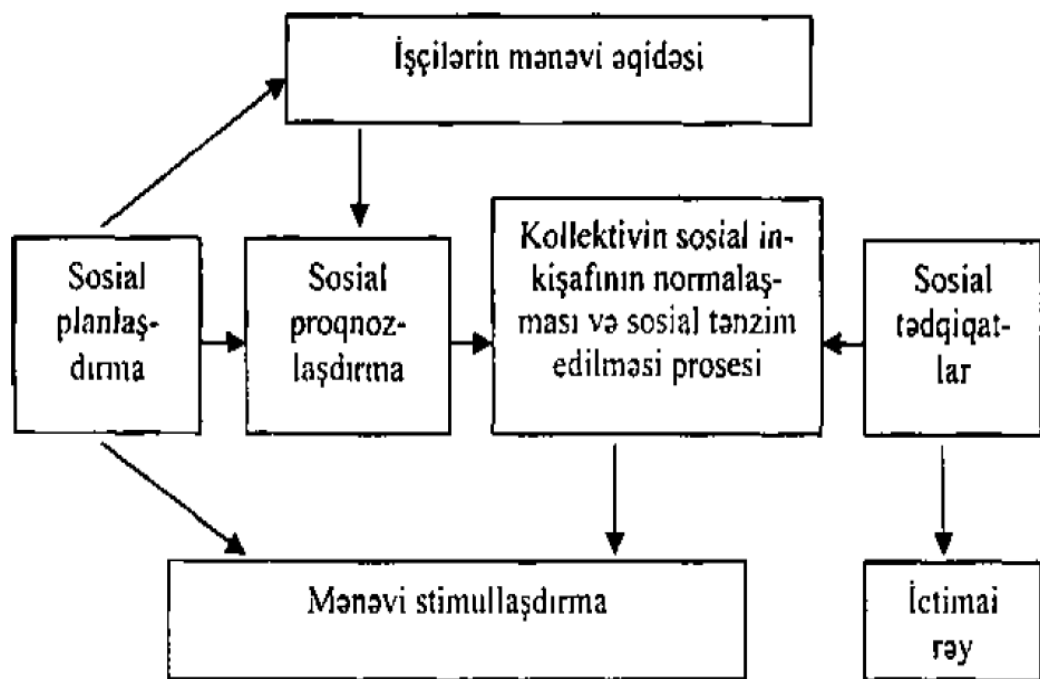 İşçilərin mənəvi əqidəsi
Sosial
planlaş-
dırma
Sosial
proqnoz-
laşdırma
Kollektivin sosial in-
kişafının normalaş-
ması və sosial tənzim
edilməsi prosesi
Sosial
tədqiqat-
lar
Mənəvi stimullaşdırma
İctimai
rəy